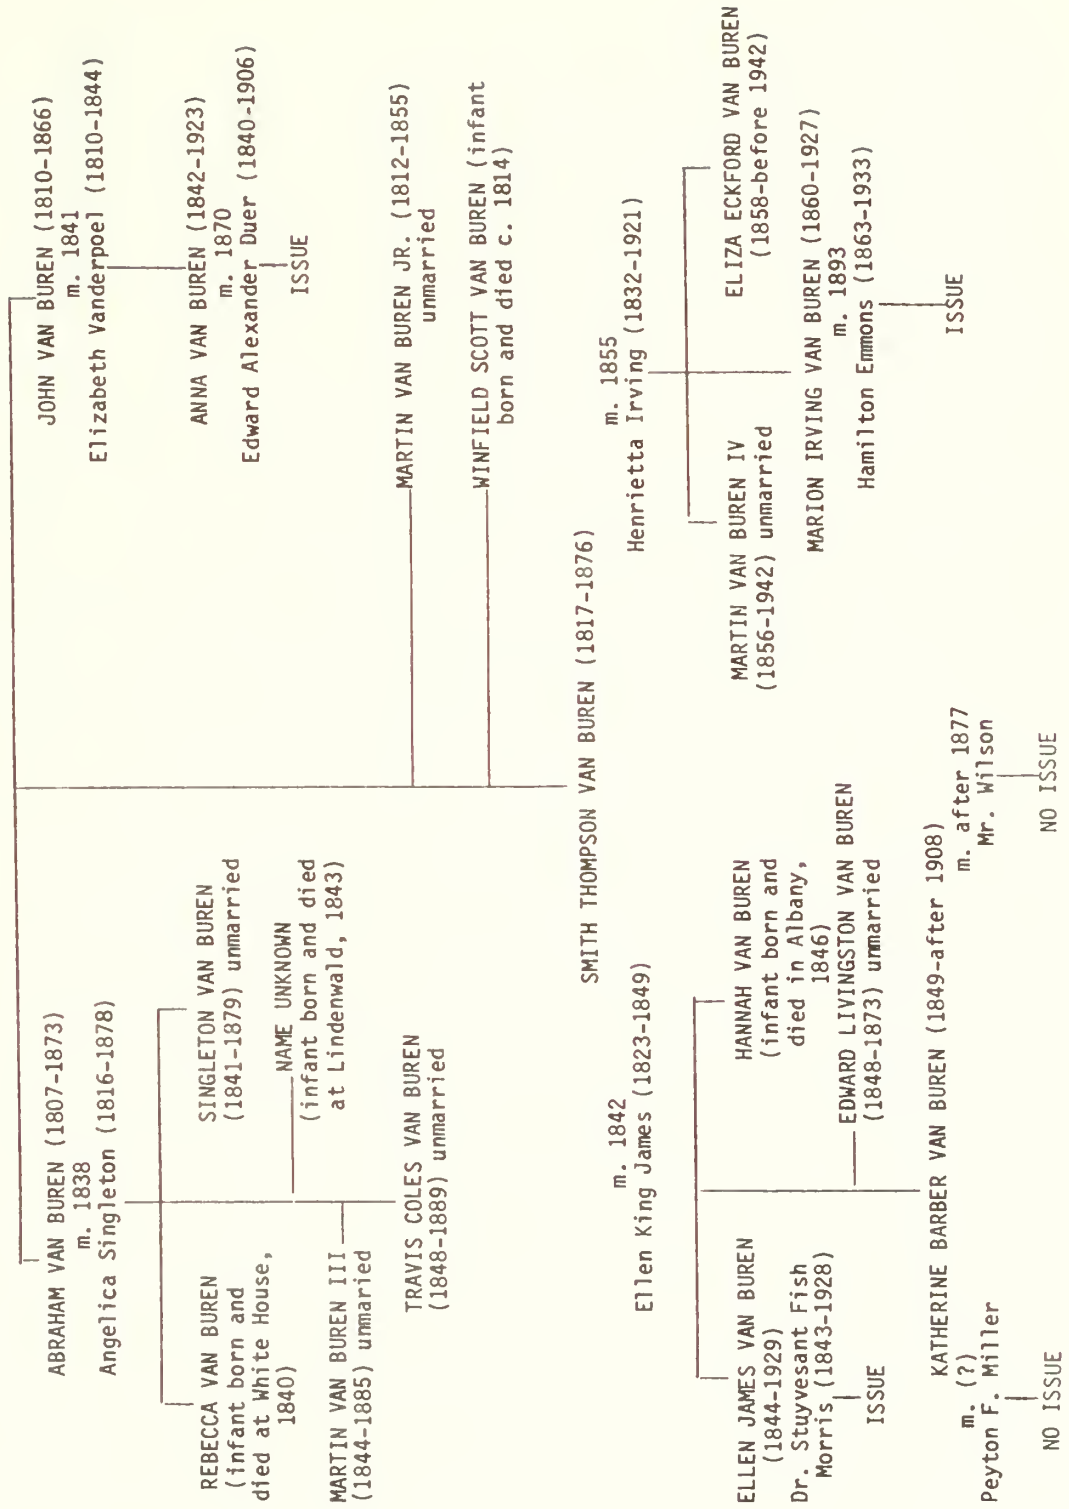 ABRAHAM VAN BUREN (1807-1873)
m. 1838
Angelica Singleton (1816-1878)
REBECCA VAN BUREN
(infant born and
died at White House,
1840)
SINGLETON VAN BUREN
(1841-1879) unmarried
NAME UNKNOWN
(infant born and died
at Lindenwald, 1843)
MARTIN VAN BUREN III
(1844-1885) unmaried
TRAVIS COLES VAN BUREN
(1848-1889) unmarried
JOHN VAN BUREN (1810-1866)
m. 1841
Elizabeth Vanderpoel (1810-1844)
ANNA VAN BUREN (1842-1923)
m. 1870
Edward Alexander Duer (1840-1906)
ISSUE
MARTIN VAN BUREN JR. (1812-1855)
unmarried
WINFIELD SCOTT VAN BUREN (infant
born and died c. 1814)
SMITH THOMPSON VAN BUREN (1817-1876)
m. 1842
Ellen King James (1823-1849)
ELLEN JAMES VAN BUREN
(1844-1929)
Dr. Stuyvesant Fish
Morris (1843-1928)
ISSUE
HANNAH VAN BUREN
(infant born and
died in Albany,
1846)
EDWARD LIVINGSTON VAN BUREN
(1848-1873) unmarried
KATHERINE BARBER VAN BUREN (1849-after 1908)
m. (?)
Peyton F. Miller
NO ISSUE
m. after 1877
Mr. Wilson
NO ISSUE
m. 1855
Henrietta Irving (1832-1921)
MARTIN VAN BUREN IV
(1856-1942) unmarried
ELIZA ECKFORD VAN BUREN
(1858-before 1942)
MARION IRVING VAN BUREN (1860-1927)
m. 1893
Hamilton Emmons (1863-1933)
ISSUE